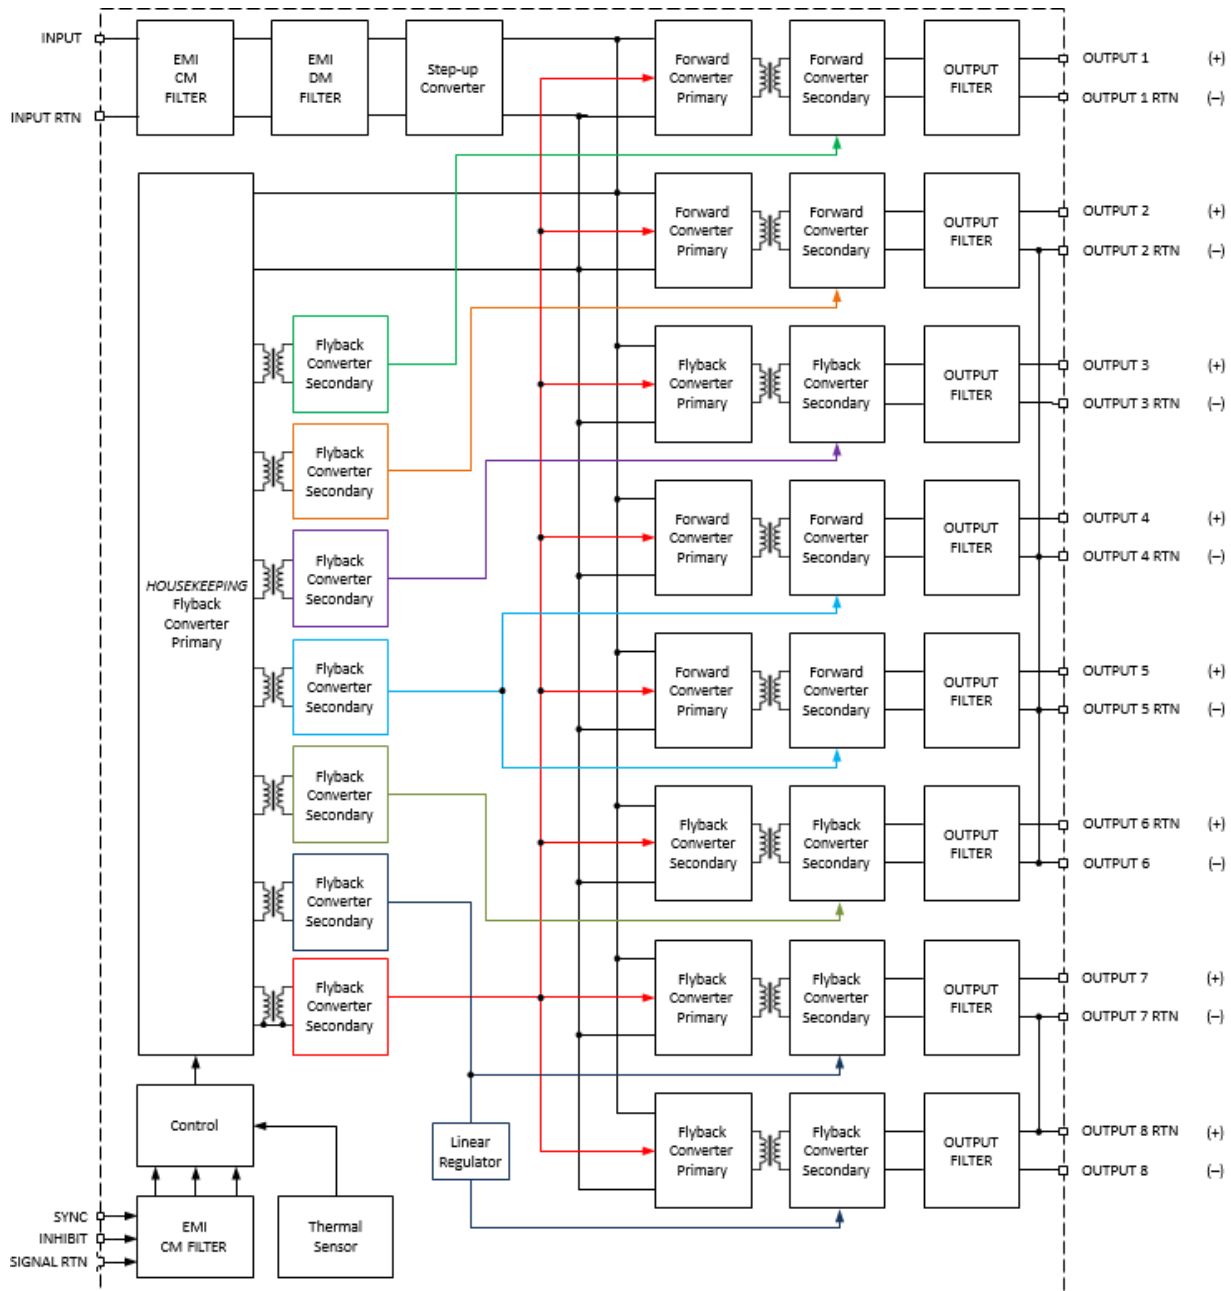 INPUT
INPUT RTN
EMI
CM
FILTER
EMI
DM
FILTER
Step-up
Converter
Forward
Converter
Primary
Forward
Converter
Secondary
OUTPUT
FILTER
OUTPUT 1 (+)
OUTPUT 1 RTN (–)
Forward
Converter
Primary
Forward
Converter
Secondary
OUTPUT
FILTER
OUTPUT 2 (+)
OUTPUT 2 RTN (–)
Flyback
Converter
Primary
Flyback
Converter
Secondary
OUTPUT
FILTER
OUTPUT 3 (+)
OUTPUT 3 RTN (–)
Forward
Converter
Primary
Forward
Converter
Secondary
OUTPUT
FILTER
OUTPUT 4 (+)
OUTPUT 4 RTN (–)
Forward
Converter
Primary
Forward
Converter
Secondary
OUTPUT
FILTER
OUTPUT 5 (+)
OUTPUT 5 RTN (–)
Flyback
Converter
Secondary
Flyback
Converter
Secondary
OUTPUT
FILTER
OUTPUT 6 RTN (+)
OUTPUT 6 (–)
Flyback
Converter
Primary
Flyback
Converter
Secondary
OUTPUT
FILTER
OUTPUT 7 (+)
OUTPUT 7 RTN (–)
Flyback
Converter
Primary
Flyback
Converter
Secondary
OUTPUT
FILTER
OUTPUT 8 RTN (+)
OUTPUT 8 (–)
HOUSEKEEPING
Flyback
Converter
Primary
Flyback
Converter
Secondary
Flyback
Converter
Secondary
Flyback
Converter
Secondary
Flyback
Converter
Secondary
Flyback
Converter
Secondary
Flyback
Converter
Secondary
Flyback
Converter
Secondary
Control
Linear
Regulator
SYNC
INHIBIT
SIGNAL RTN
EMI
CM FILTER
Thermal
Sensor